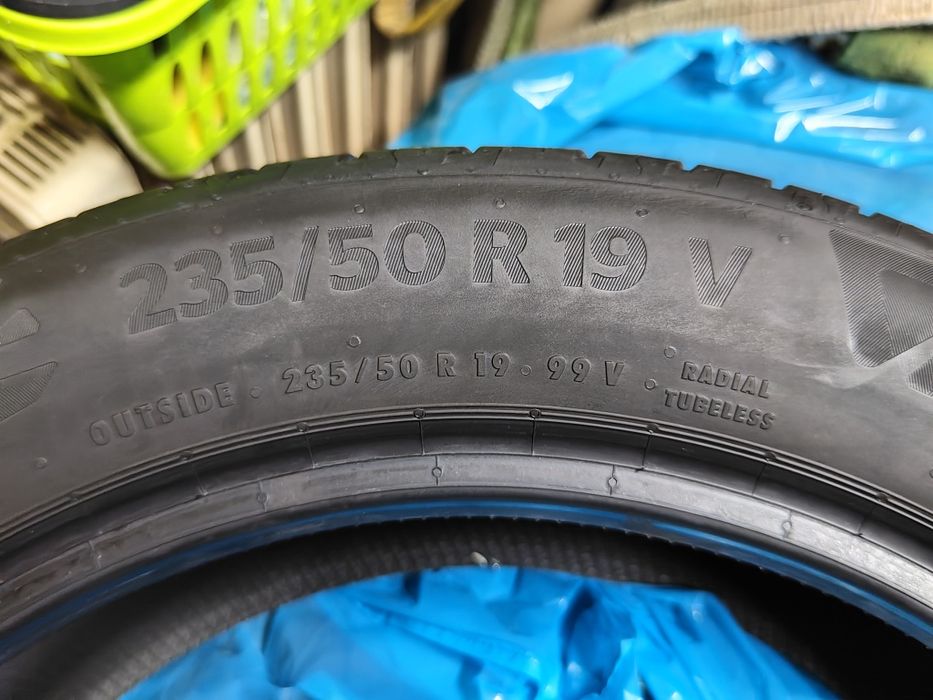 235/50 R 19 V
OUTSIDE · 235/50 R 19 · 99 V · RADIAL
TUBELESS